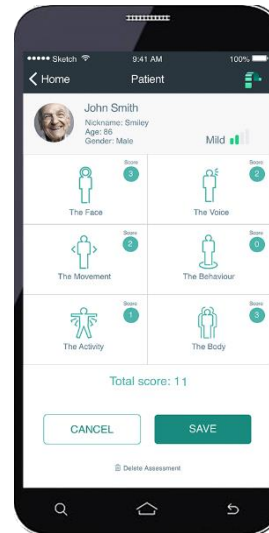 Sketch 9:41 AM 100%
Home Patient
John Smith
Nickname: Smiley
Age: 86
Gender: Male
Mild
Score Score
3 2
The Face The Voice
Score Score
2 0
The Movement The Behaviour
Score Score
1 3
The Activity The Body
Total score: 11
CANCEL SAVE
Delete Assessment